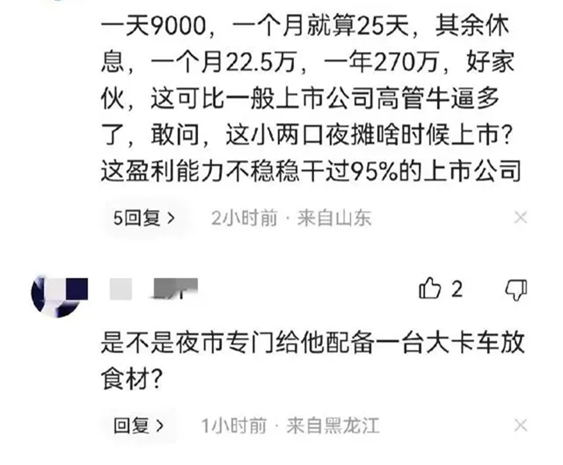 一天9000，一个月就算25天，其余休
息，一个月22.5万，一年270万，好家
伙，这可比一般上市公司高管牛逼多
了，敢问，这小两口夜摊啥时候上市？
这盈利能力不稳稳干过95%的上市公司
5回复 >
2小时前 · 来自山东
2
是不是夜市专门给他配备一台大卡车放
食材？
回复 >
1小时前 · 来自黑龙江